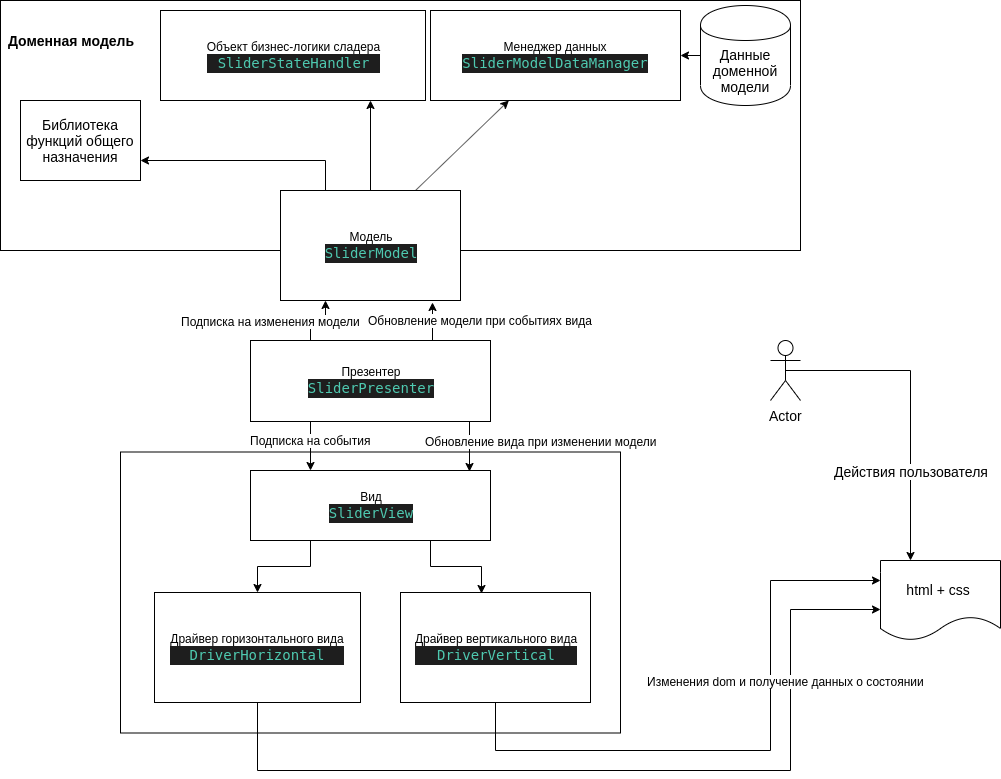 Доменная модель
Объект бизнес-логики сладера
SliderStateHandler
Менеджер данных
SliderModelDataManager
Данные
доменной
модели
Библиотека
функций общего
назначения
Модель
SliderModel
Подписка на изменения модели
Обновление модели при событиях вида
Презентер
SliderPresenter
Actor
Подписка на события
Обновление вида при изменении модели
Действия пользователя
Вид
SliderView
html + css
Драйвер горизонтального вида
DriverHorizontal
Драйвер вертикального вида
DriverVertical
Изменения dom и получение данных о состоянии